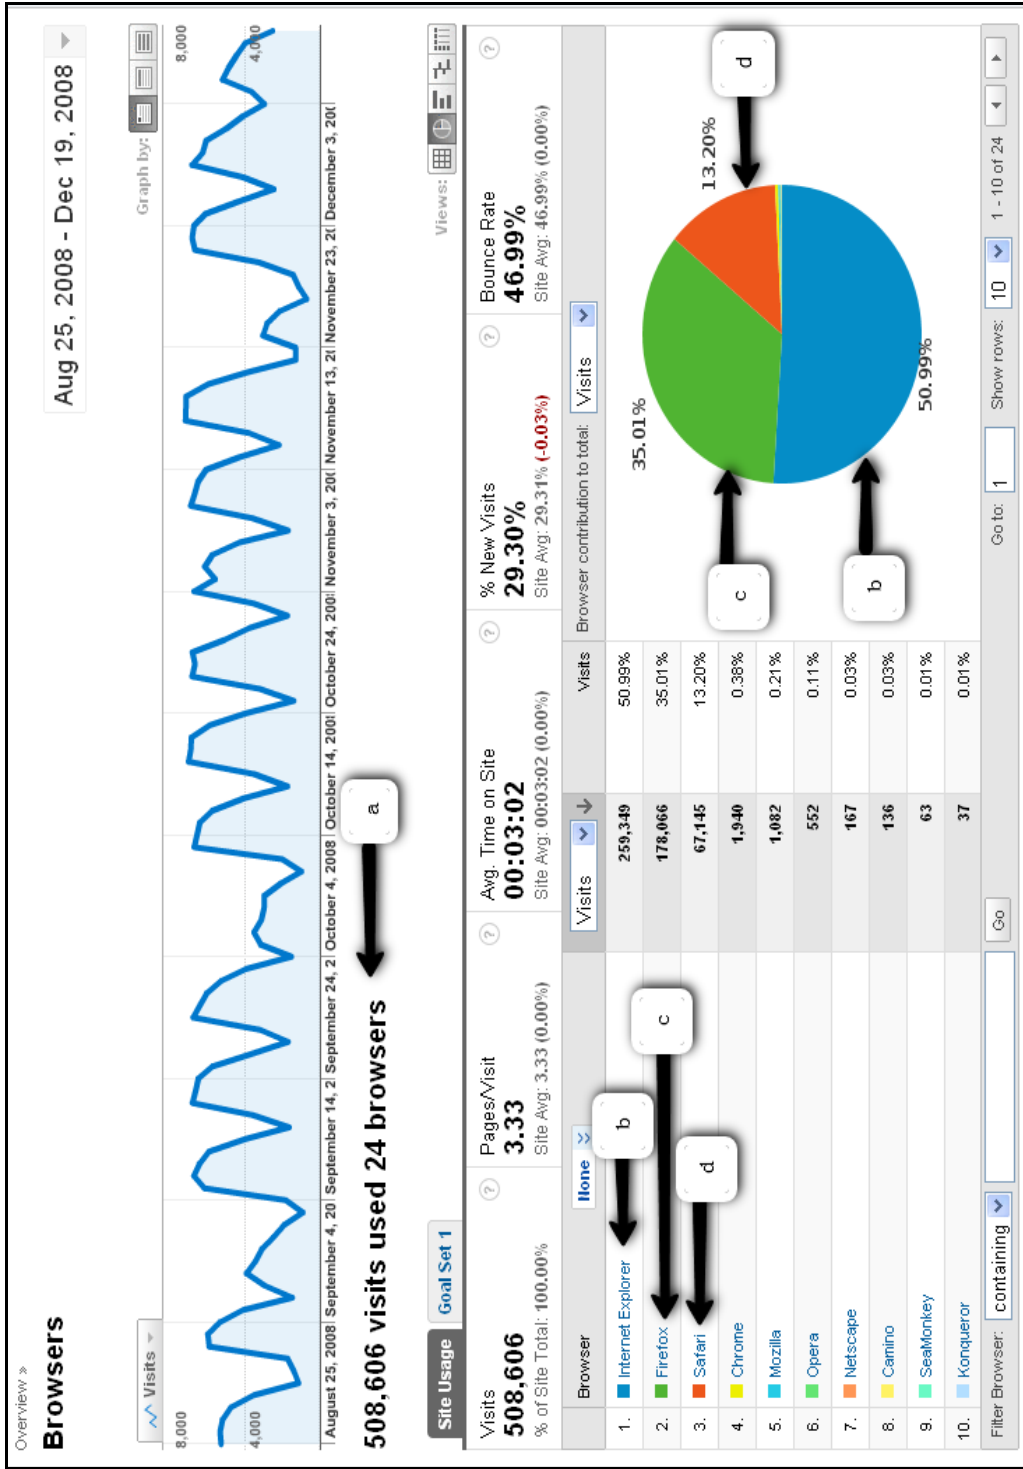 Overview »
Browsers
Aug 25, 2008 - Dec 19, 2008
Visits
Graph by:
8,000
8,000
4,000
4,000
August 25, 2008
September 4, 20
September 14, 2
September 24, 2
October 4, 2008
October 14, 200
October 24, 200
November 3, 200
November 13, 2
November 23, 2
December 3, 200
508,606 visits used 24 browsers
a
Site Usage
Goal Set 1
Views:
Visits
508,606
% of Site Total: 100.00%
Pages/Visit
3.33
Site Avg: 3.33 (0.00%)
Avg. Time on Site
00:03:02
Site Avg: 00:03:02 (0.00%)
% New Visits
29.30%
Site Avg: 29.31% (-0.03%)
Bounce Rate
46.99%
Site Avg: 46.99% (0.00%)
Browser
None
Visits
Visits
Browser contribution to total:
Visits
1. Internet Explorer 259,349 50.99%
2. Firefox 178,066 35.01%
3. Safari 67,145 13.20%
4. Chrome 1,940 0.38%
5. Mozilla 1,082 0.21%
6. Opera 552 0.11%
7. Netscape 167 0.03%
8. Camino 136 0.03%
9. SeaMonkey 63 0.01%
10. Konqueror 37 0.01%
b
c
d
35.01%
13.20%
50.99%
c
b
d
Filter Browser:
containing
Go
Go to:
1
Show rows:
10
1 - 10 of 24